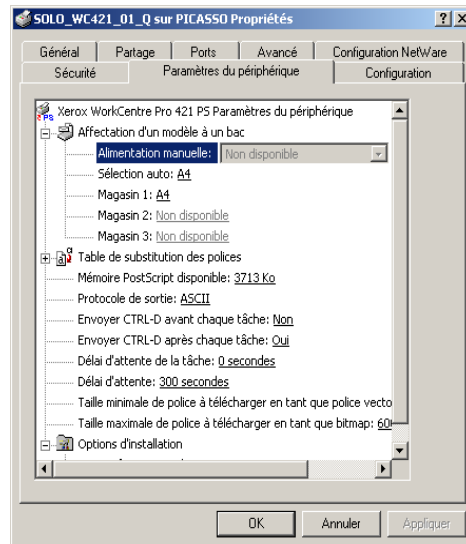 SOLO_WC421_01_Q sur PICASSO Propriétés
Général Partage Ports Avancé Configuration NetWare
Sécurité Paramètres du périphérique Configuration
Xerox WorkCentre Pro 421 PS Paramètres du périphérique
Affectation d'un modèle à un bac
Alimentation manuelle: Non disponible
Sélection auto: A4
Magasin 1: A4
Magasin 2: Non disponible
Magasin 3: Non disponible
Table de substitution des polices
Mémoire PostScript disponible: 3713 Ko
Protocole de sortie: ASCII
Envoyer CTRL-D avant chaque tâche: Non
Envoyer CTRL-D après chaque tâche: Oui
Délai d'attente de la tâche: 0 secondes
Délai d'attente: 300 secondes
Taille minimale de police à télécharger en tant que police vecto
Taille maximale de police à télécharger en tant que bitmap: 60
Options d'installation
OK Annuler Appliquer